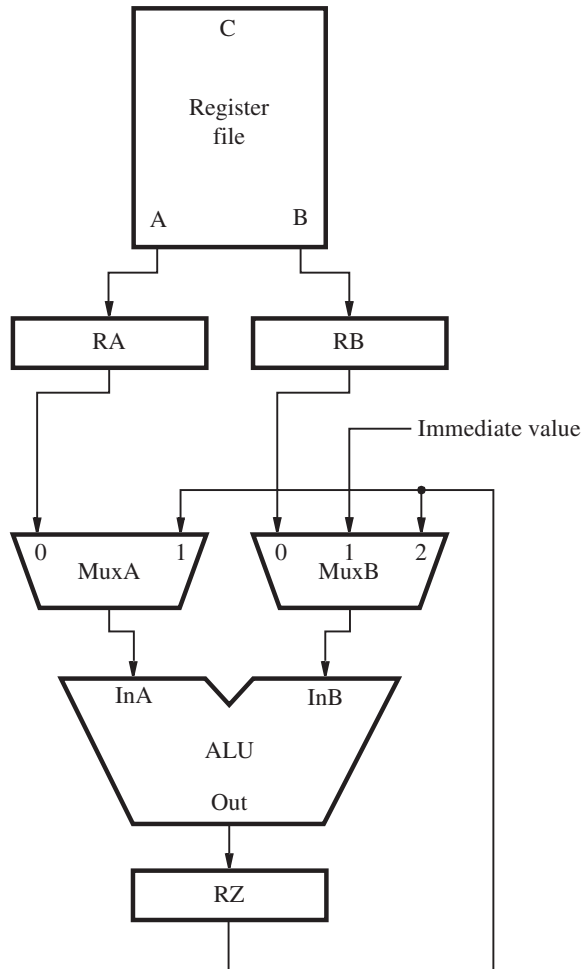 C
Register
file
A
B
RA
RB
Immediate value
0
1
0
1
2
MuxA
MuxB
InA
InB
ALU
Out
RZ